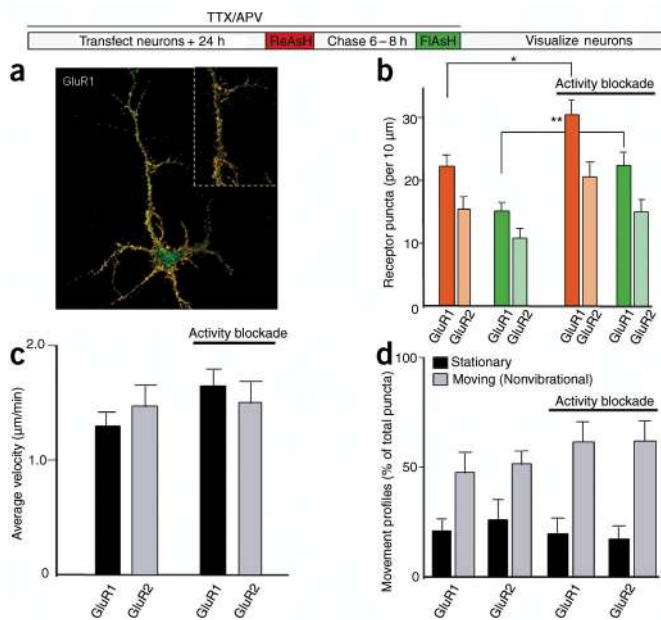 TTX/APV
Transfect neurons + 24 h ReAsH Chase 6–8 h FlAsH Visualize neurons
a
GluR1
b
Activity blockade
*
**
Receptor puncta (per 10 µm)
30
20
10
0
GluR1 GluR2 GluR1 GluR2 GluR1 GluR2 GluR1 GluR2
c
Activity blockade
Average velocity (µm/min)
2.0
1.0
0
GluR1 GluR2 GluR1 GluR2
d
Stationary
Moving (Nonvibrational)
Activity blockade
Movement profiles (% of total puncta)
100
50
0
GluR1 GluR2 GluR1 GluR2